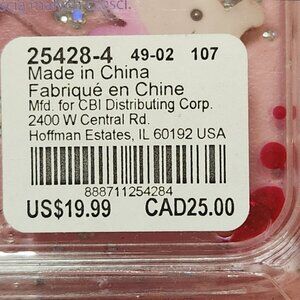 25428-4 49-02 107
Made in China
Fabriqué en Chine
Mfd. for CBI Distributing Corp.
2400 W Central Rd.
Hoffman Estates, IL 60192 USA
888711254284
US$19.99 CAD25.00